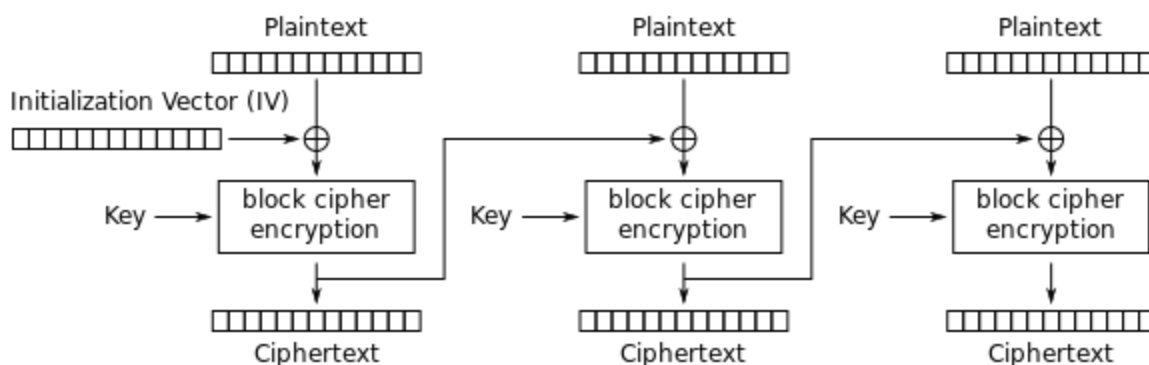 Plaintext
Plaintext
Plaintext
Initialization Vector (IV)
Key
block cipher
encryption
Key
block cipher
encryption
Key
block cipher
encryption
Ciphertext
Ciphertext
Ciphertext